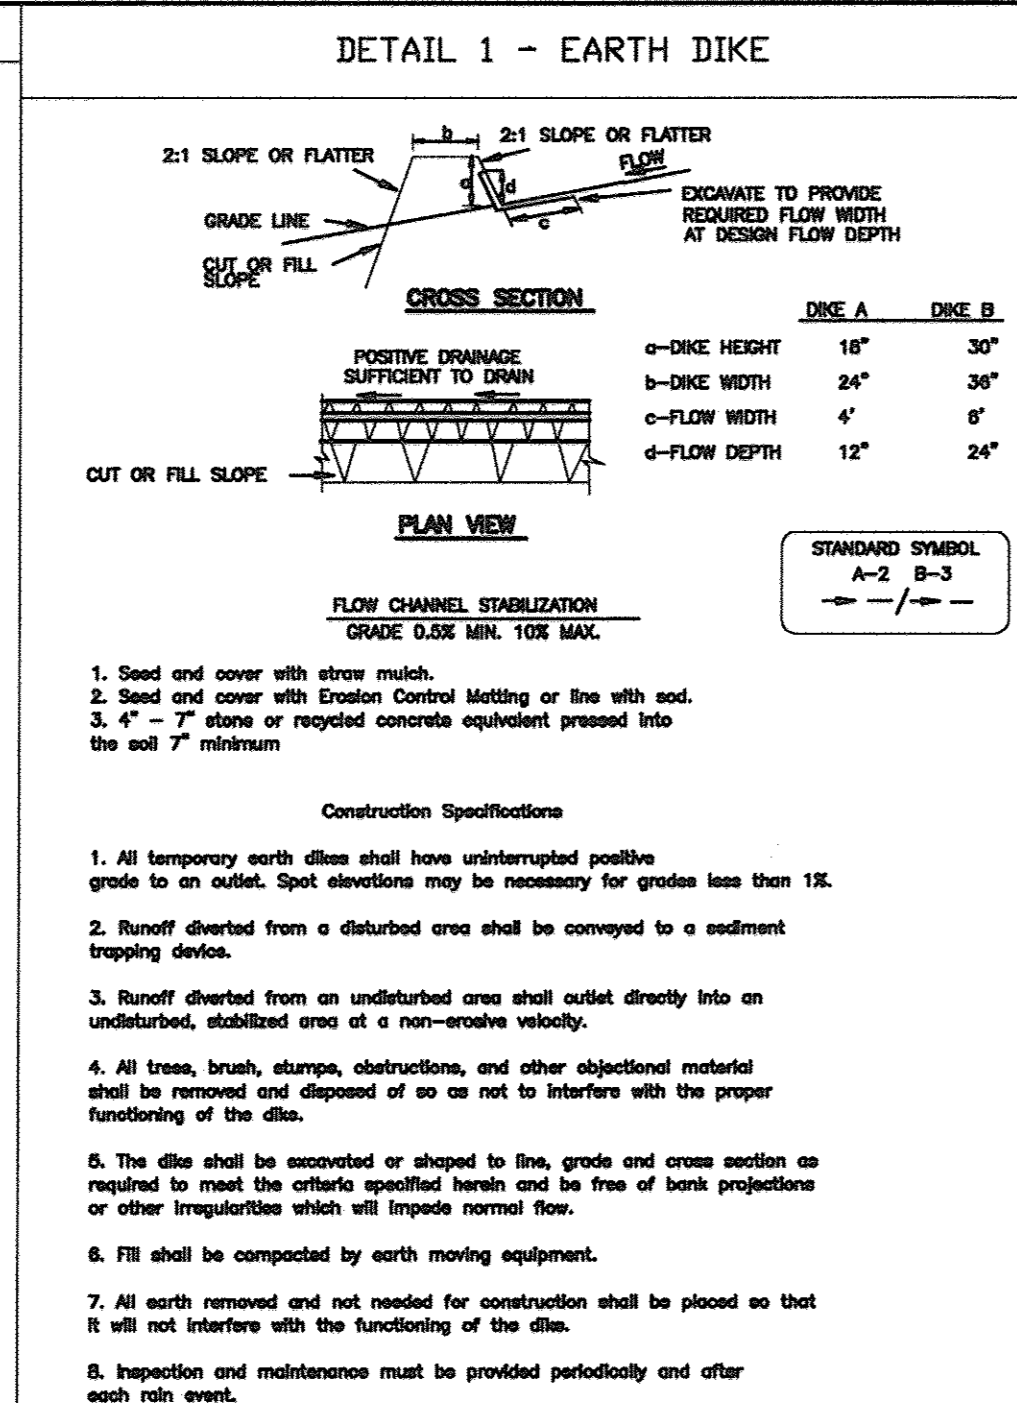 DETAIL 1 - EARTH DIKE
b
2:1 SLOPE OR FLATTER
2:1 SLOPE OR FLATTER
FLOW
a
d
EXCAVATE TO PROVIDE
REQUIRED FLOW WIDTH
AT DESIGN FLOW DEPTH
GRADE LINE
c
CUT OR FILL
SLOPE
CROSS SECTION
DIKE A DIKE B
a-DIKE HEIGHT 18" 30"
b-DIKE WIDTH 24" 36"
c-FLOW WIDTH 4' 6'
d-FLOW DEPTH 12" 24"
POSITIVE DRAINAGE
SUFFICIENT TO DRAIN
CUT OR FILL SLOPE
PLAN VIEW
STANDARD SYMBOL
A-2 B-3
FLOW CHANNEL STABILIZATION
GRADE 0.5% MIN. 10% MAX.
1. Seed and cover with straw mulch.
2. Seed and cover with Erosion Control Matting or line with sod.
3. 4" - 7" stone or recycled concrete equivalent pressed into
the soil 7" minimum
Construction Specifications
1. All temporary earth dikes shall have uninterrupted positive
grade to an outlet. Spot elevations may be necessary for grades less than 1%.
2. Runoff diverted from a disturbed area shall be conveyed to a sediment
trapping device.
3. Runoff diverted from an undisturbed area shall outlet directly into an
undisturbed, stabilized area at a non-erosive velocity.
4. All trees, brush, stumps, obstructions, and other objectional material
shall be removed and disposed of so as not to interfere with the proper
functioning of the dike.
5. The dike shall be excavated or shaped to line, grade and cross section as
required to meet the criteria specified herein and be free of bank projections
or other irregularities which will impede normal flow.
6. Fill shall be compacted by earth moving equipment.
7. All earth removed and not needed for construction shall be placed so that
it will not interfere with the functioning of the dike.
8. Inspection and maintenance must be provided periodically and after
each rain event.